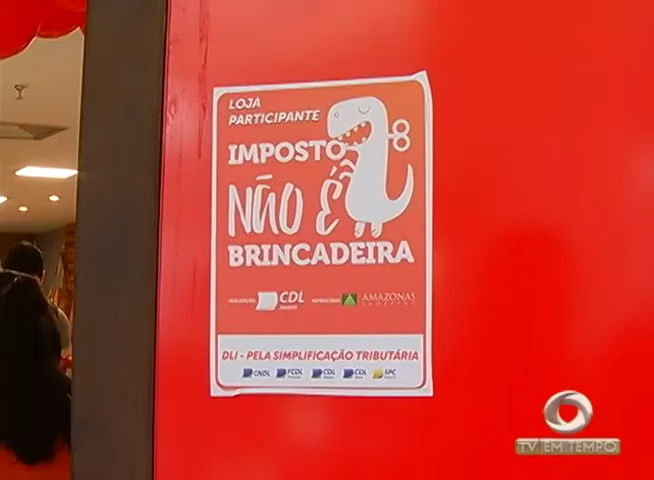 LOJA
PARTICIPANTE
IMPOSTO
NÃO É
BRINCADEIRA
REALIZAÇÃO CDL AMAZONAS
DLI - PELA SIMPLIFICAÇÃO TRIBUTÁRIA
CNDL FCDL CDL CDL SPC
TV EM TEMPO